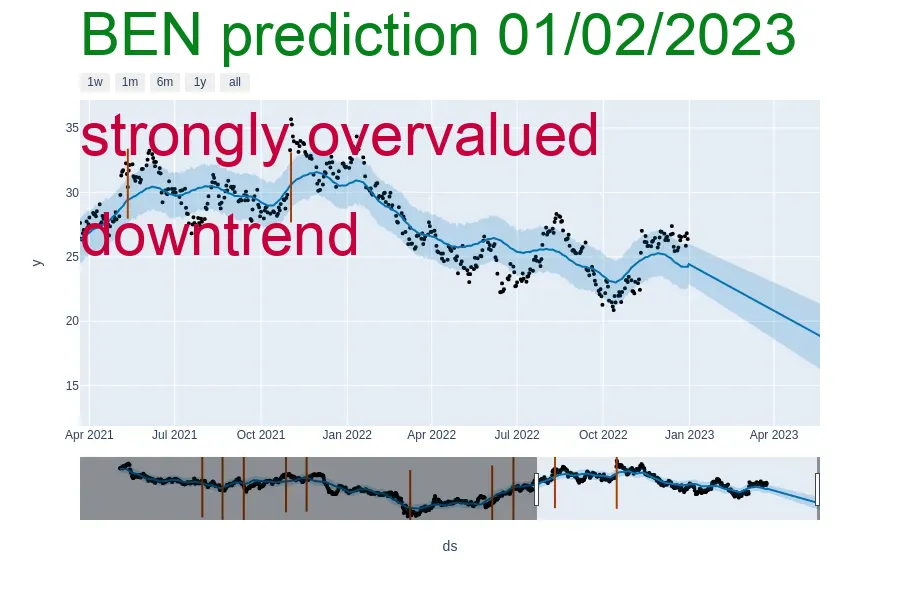 BEN prediction 01/02/2023
1w 1m 6m 1y all
strongly overvalued
downtrend
35
30
25
20
15
y
Apr 2021 Jul 2021 Oct 2021 Jan 2022 Apr 2022 Jul 2022 Oct 2022 Jan 2023 Apr 2023
ds